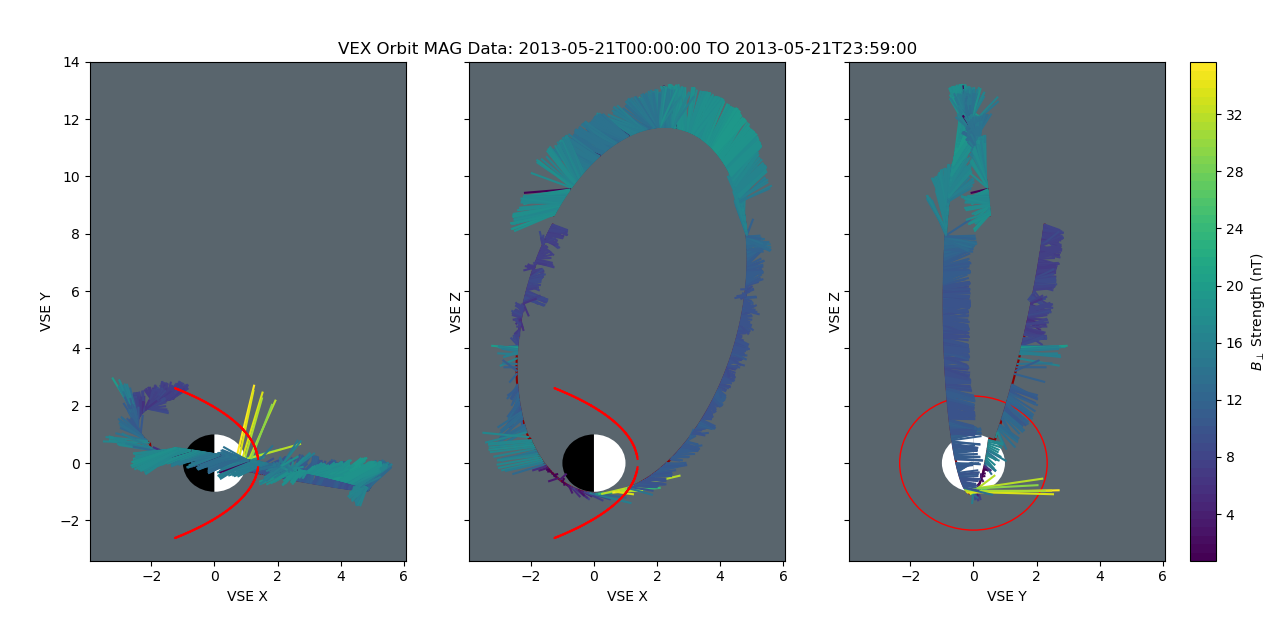 VEX Orbit MAG Data: 2013-05-21T00:00:00 TO 2013-05-21T23:59:00
14
12
10
8
6
4
2
0
−2
VSE Y
−2 0 2 4 6
VSE X
VSE Z
−2 0 2 4 6
VSE X
VSE Z
−2 0 2 4 6
VSE Y
32
28
24
20
16
12
8
4
B⊥ Strength (nT)